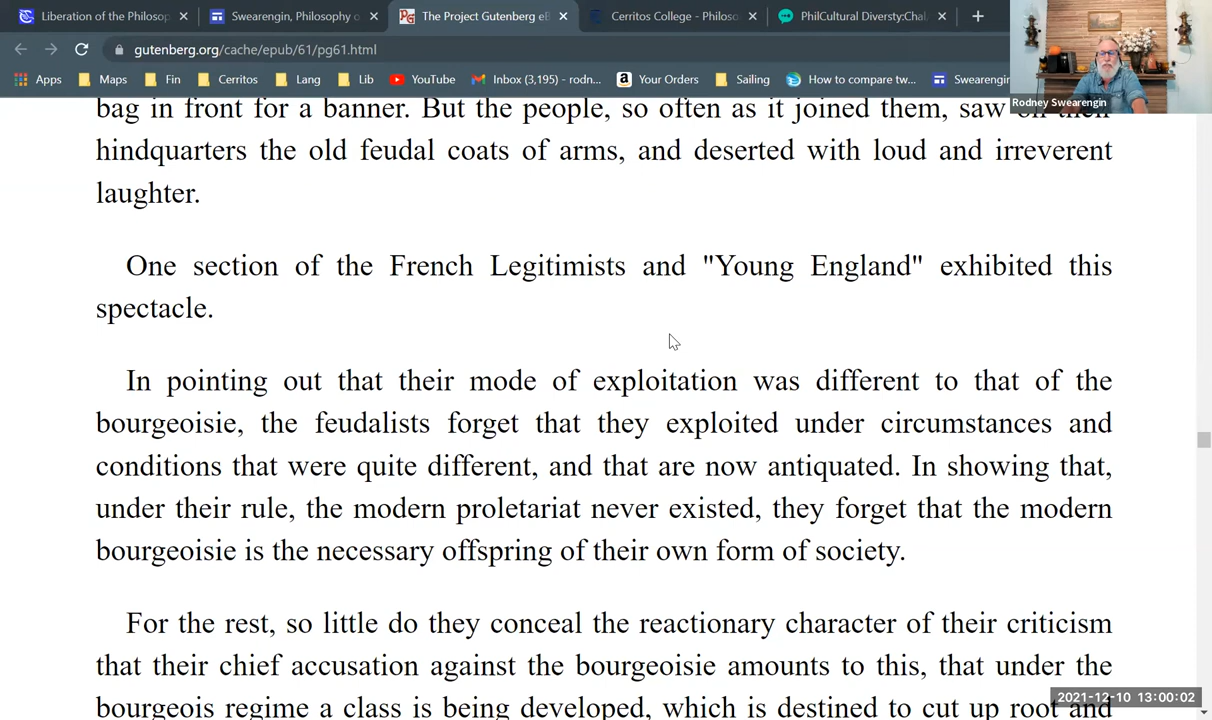 Liberation of the Philosop
Swearengin, Philosophy o
The Project Gutenberg eB
Cerritos College - Philoso
PhilCultural Diversty:Chal
gutenberg.org/cache/epub/61/pg61.html
Apps Maps Fin Cerritos Lang Lib YouTube Inbox (3,195) - rodn... Your Orders Sailing How to compare tw... Swearengin
Rodney Swearengin
bag in front for a banner. But the people, so often as it joined them, saw on their
hindquarters the old feudal coats of arms, and deserted with loud and irreverent
laughter.
One section of the French Legitimists and "Young England" exhibited this
spectacle.
In pointing out that their mode of exploitation was different to that of the
bourgeoisie, the feudalists forget that they exploited under circumstances and
conditions that were quite different, and that are now antiquated. In showing that,
under their rule, the modern proletariat never existed, they forget that the modern
bourgeoisie is the necessary offspring of their own form of society.
For the rest, so little do they conceal the reactionary character of their criticism
that their chief accusation against the bourgeoisie amounts to this, that under the
bourgeois regime a class is being developed, which is destined to cut up root and
2021-12-10 13:00:02